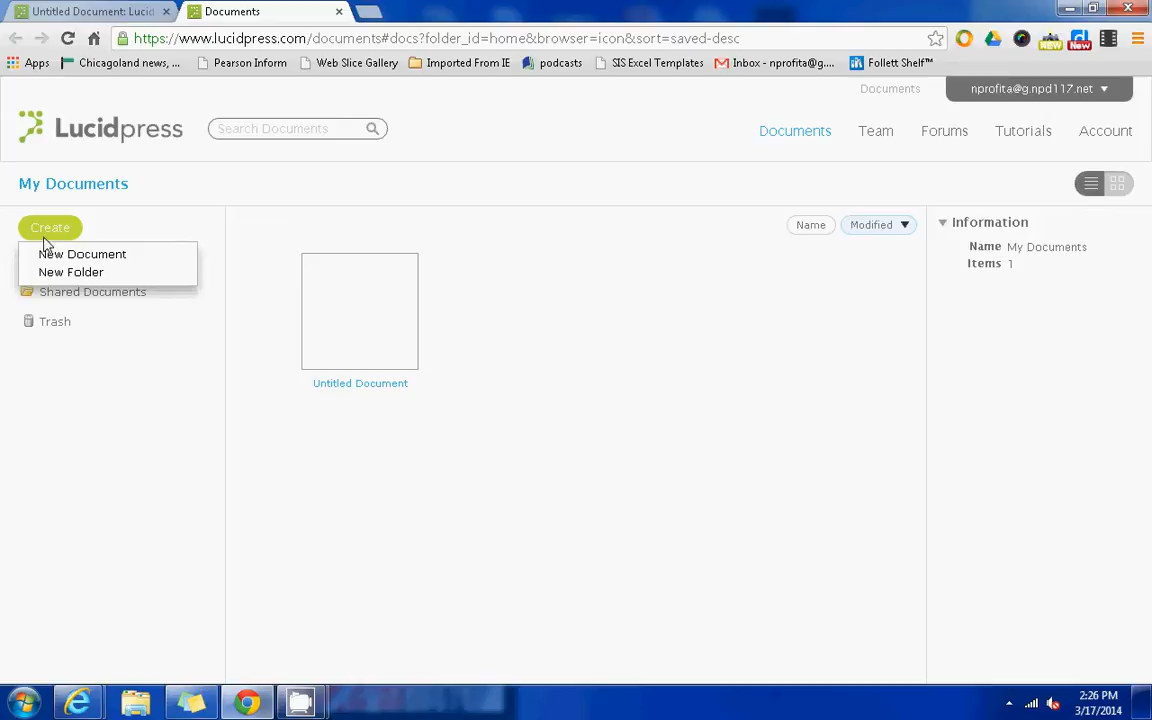 Untitled Document: Lucid
Documents
https://www.lucidpress.com/documents#docs?folder_id=home&browser=icon&sort=saved-desc
Apps
Chicagoland news, ...
Pearson Inform
Web Slice Gallery
Imported From IE
podcasts
SIS Excel Templates
Inbox - nprofita@g....
Follett Shelf™
NEW
New
Documents
nprofita@g.npd117.net
Lucidpress
Search Documents
Documents
Team
Forums
Tutorials
Account
My Documents
Create
New Document
New Folder
Shared Documents
Trash
Name
Modified
Untitled Document
Information
Name My Documents
Items 1
2:26 PM
3/17/2014